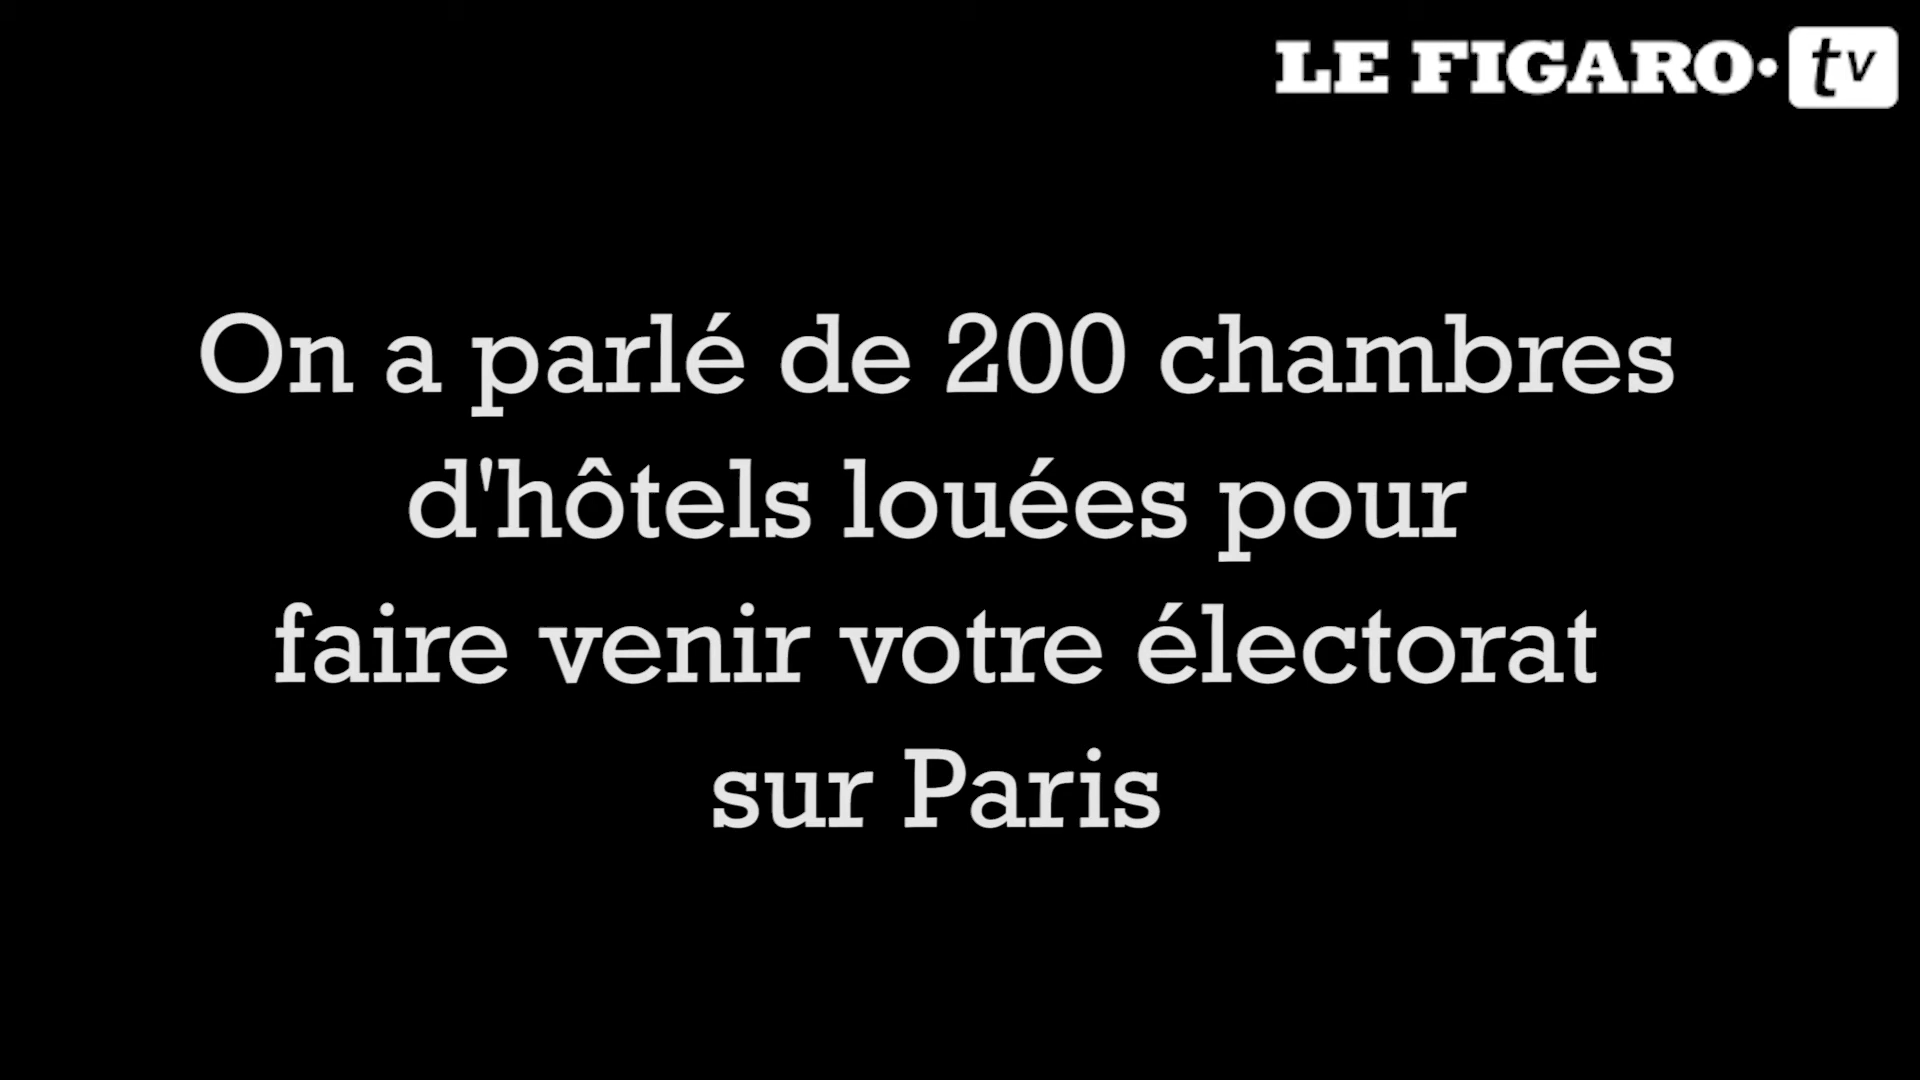 LE FIGARO·tv
On a parlé de 200 chambres
d'hôtels louées pour
faire venir votre électorat
sur Paris